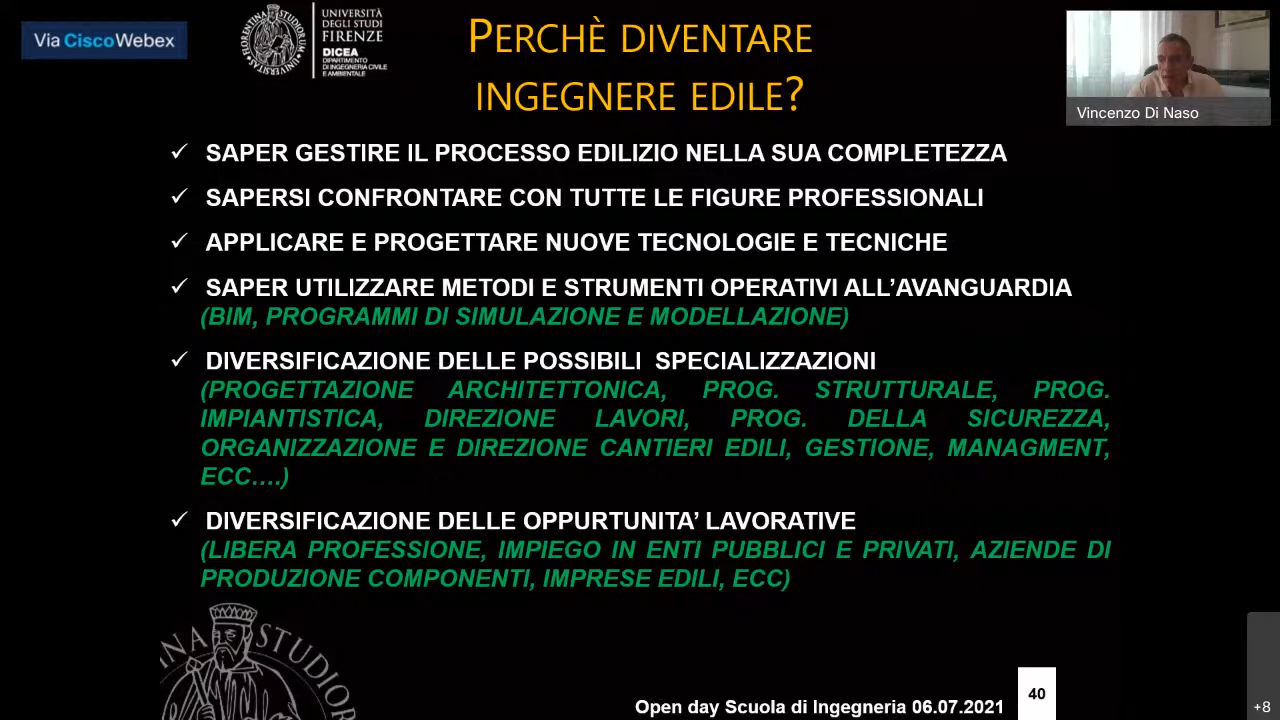 Via CiscoWebex
UNIVERSITÀ
DEGLI STUDI
FIRENZE
DICEA
DIPARTIMENTO
DI INGEGNERIA CIVILE
E AMBIENTALE
PERCHÈ DIVENTARE
INGEGNERE EDILE?
Vincenzo Di Naso
✓ SAPER GESTIRE IL PROCESSO EDILIZIO NELLA SUA COMPLETEZZA
✓ SAPERSI CONFRONTARE CON TUTTE LE FIGURE PROFESSIONALI
✓ APPLICARE E PROGETTARE NUOVE TECNOLOGIE E TECNICHE
✓ SAPER UTILIZZARE METODI E STRUMENTI OPERATIVI ALL’AVANGUARDIA
(BIM, PROGRAMMI DI SIMULAZIONE E MODELLAZIONE)
✓ DIVERSIFICAZIONE DELLE POSSIBILI SPECIALIZZAZIONI
(PROGETTAZIONE ARCHITETTONICA, PROG. STRUTTURALE, PROG.
IMPIANTISTICA, DIREZIONE LAVORI, PROG. DELLA SICUREZZA,
ORGANIZZAZIONE E DIREZIONE CANTIERI EDILI, GESTIONE, MANAGMENT,
ECC….)
✓ DIVERSIFICAZIONE DELLE OPPURTUNITA’ LAVORATIVE
(LIBERA PROFESSIONE, IMPIEGO IN ENTI PUBBLICI E PRIVATI, AZIENDE DI
PRODUZIONE COMPONENTI, IMPRESE EDILI, ECC)
STUDIOR
Open day Scuola di Ingegneria 06.07.2021
40
+8